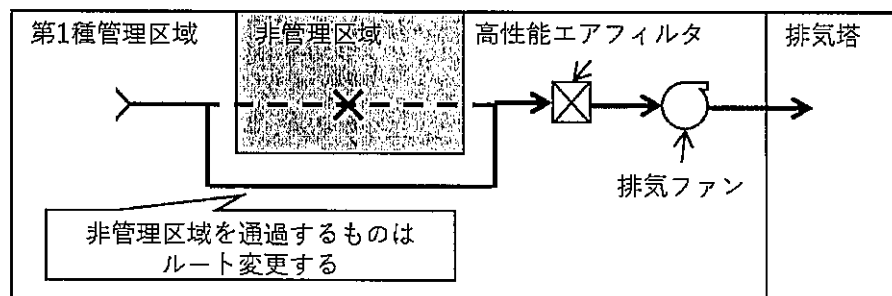 第1種管理区域
非管理区域
高性能エアフィルタ
排気塔
排気ファン
非管理区域を通過するものは
ルート変更する